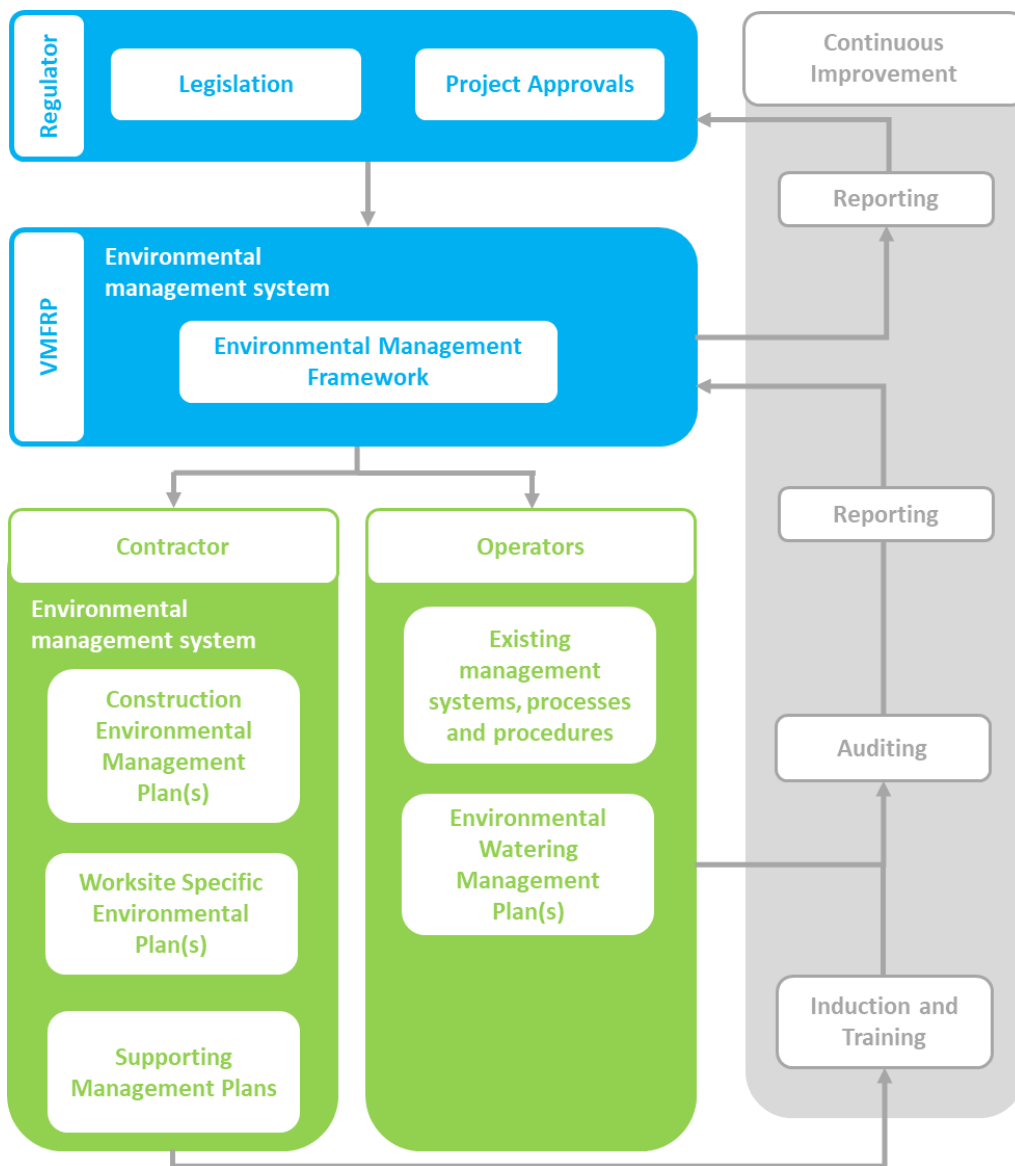 Regulator
Legislation
Project Approvals
Continuous
Improvement
Reporting
VMFRP
Environmental
management system
Environmental Management
Framework
Reporting
Contractor
Environmental
management system
Construction
Environmental
Management
Plan(s)
Worksite Specific
Environmental
Plan(s)
Supporting
Management Plans
Operators
Existing
management
systems, processes
and procedures
Environmental
Watering
Management
Plan(s)
Auditing
Induction and
Training